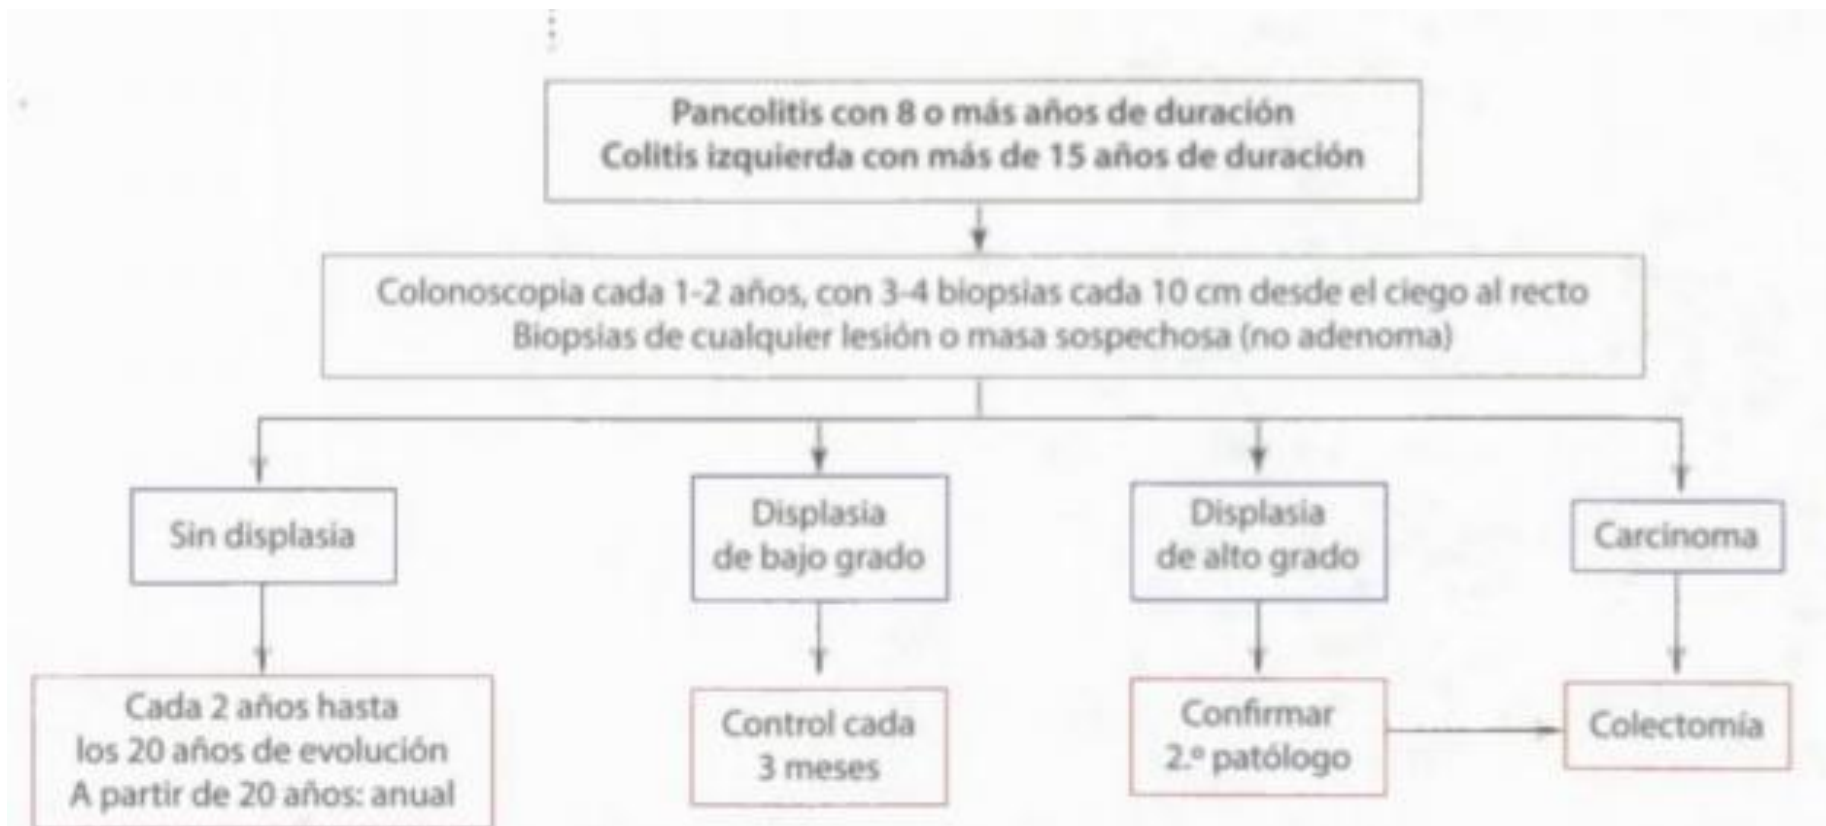 Pancolitis con 8 o más años de duración
Colitis izquierda con más de 15 años de duración
Colonoscopia cada 1-2 años, con 3-4 biopsias cada 10 cm desde el ciego al recto
Biopsias de cualquier lesión o masa sospechosa (no adenoma)
Sin displasia
Displasia
de bajo grado
Displasia
de alto grado
Carcinoma
Cada 2 años hasta
los 20 años de evolución
A partir de 20 años: anual
Control cada
3 meses
Confirmar
2.º patólogo
Colectomía